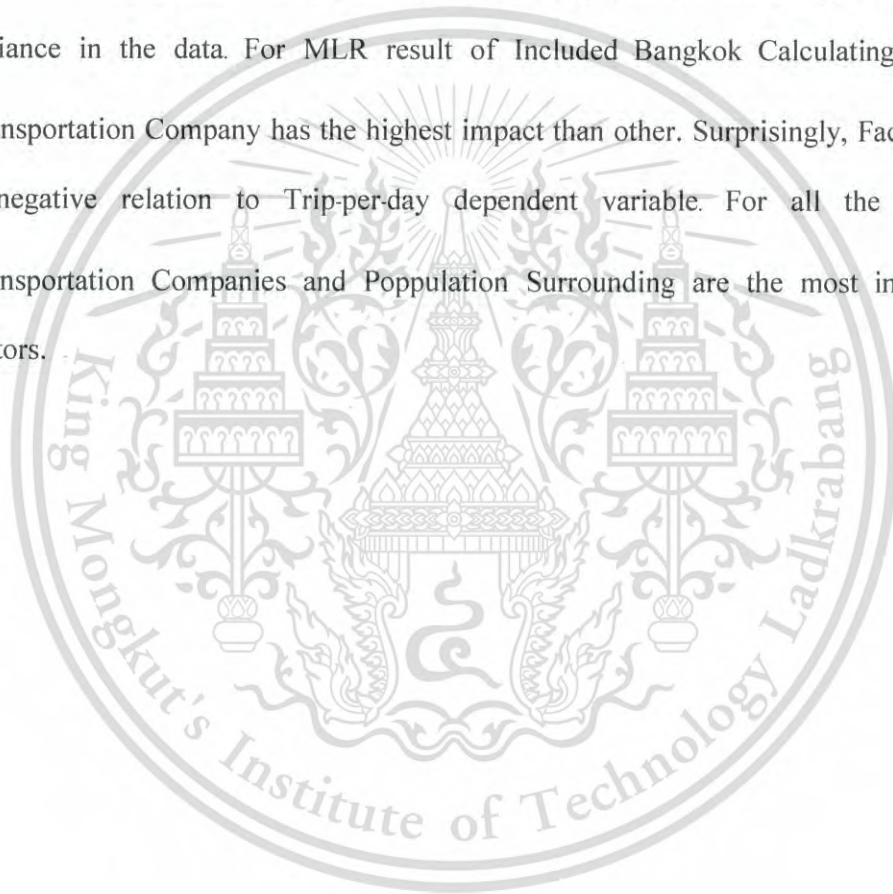 iance in the data. For MLR result of Included Bangkok Calculating
nsportation Company has the highest impact than other. Surprisingly, Fac
negative relation to Trip-per-day dependent variable. For all the
nsportation Companies and Poppulation Surrounding are the most in
tors.
King Mongkut's Institute of Technology Ladkrabang